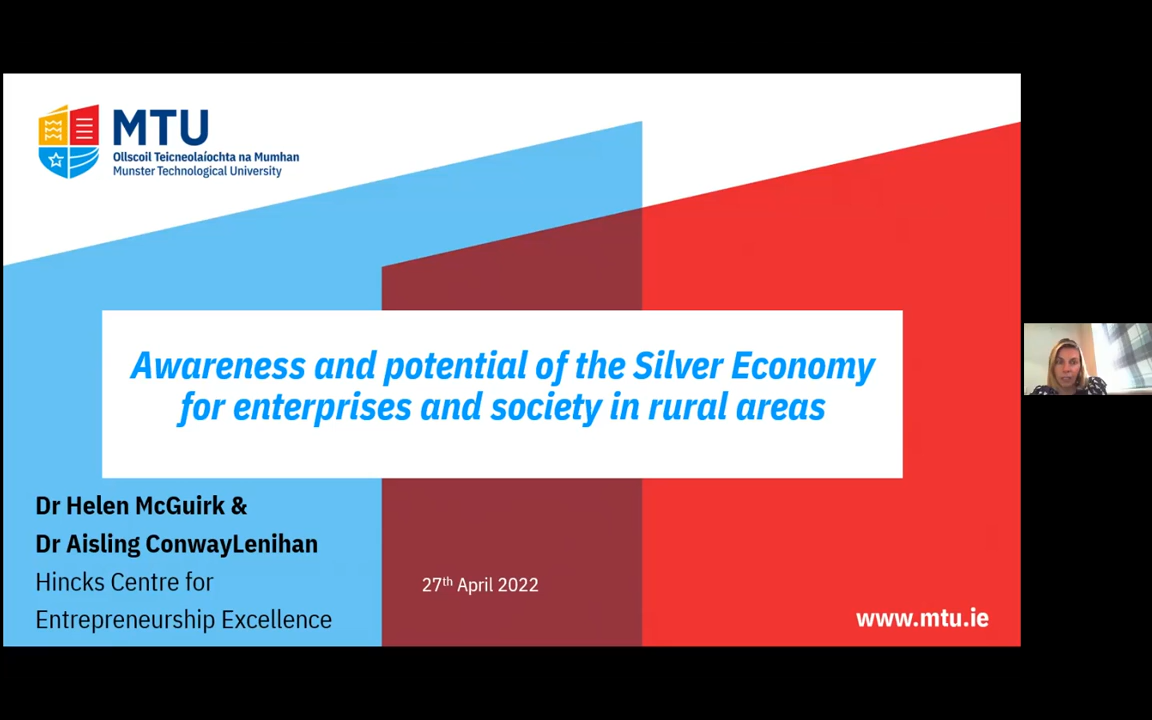 MTU
Ollscoil Teicneolaíochta na Mumhan
Munster Technological University
Awareness and potential of the Silver Economy
for enterprises and society in rural areas
Dr Helen McGuirk &
Dr Aisling ConwayLenihan
Hincks Centre for
Entrepreneurship Excellence
27th April 2022
www.mtu.ie